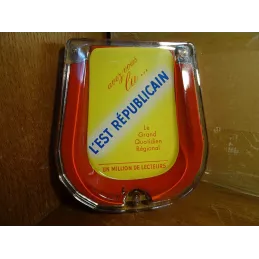 avez-vous
lu...
L'EST RÉPUBLICAIN
Le
Grand
Quotidien
Régional
UN MILLION DE LECTEURS